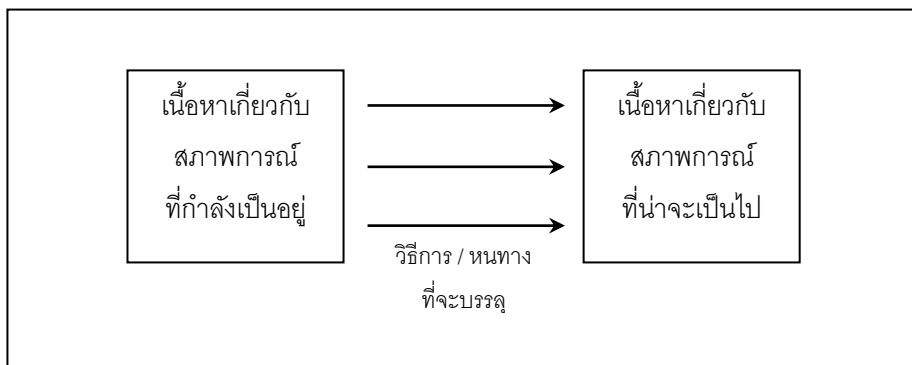 เนื้อหาเกี่ยวกับ
สภาพการณ์
ที่กำลังเป็นอยู่
วิธีการ / หนทาง
ที่จะบรรลุ
เนื้อหาเกี่ยวกับ
สภาพการณ์
ที่น่าจะเป็นไป